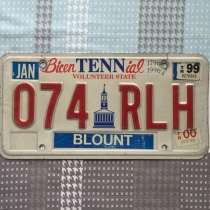 JAN BicenTENNial 1796 1996 99
VOLUNTEER STATE
074 RLH
00
BLOUNT